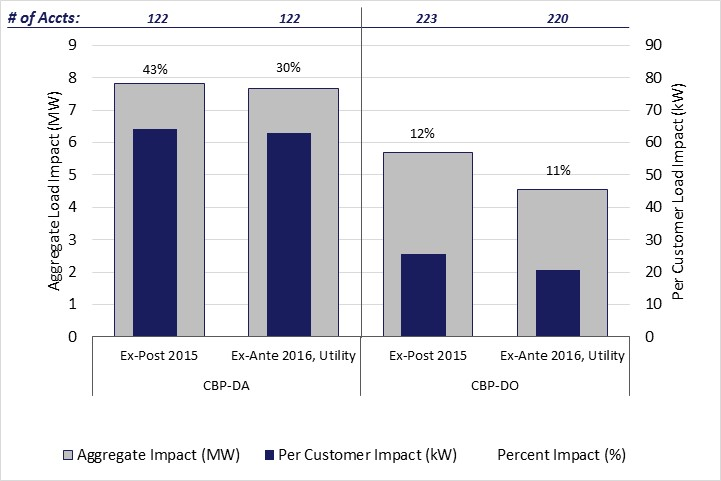 # of Accts: 122 122 223 220
9 90
8 80
7 70
6 60
5 50
4 40
3 30
2 20
1 10
0 0
Aggregate Load Impact (MW)
Per Customer Load Impact (kW)
43% 30% 12% 11%
Ex-Post 2015 Ex-Ante 2016, Utility Ex-Post 2015 Ex-Ante 2016, Utility
CBP-DA CBP-DO
Aggregate Impact (MW) Per Customer Impact (kW) Percent Impact (%)